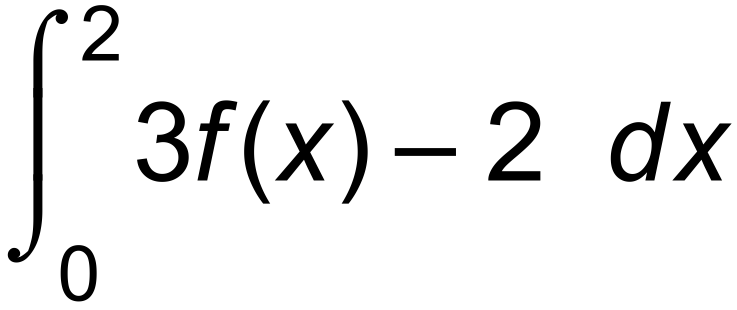 ∫₀² 3f(x) – 2 dx